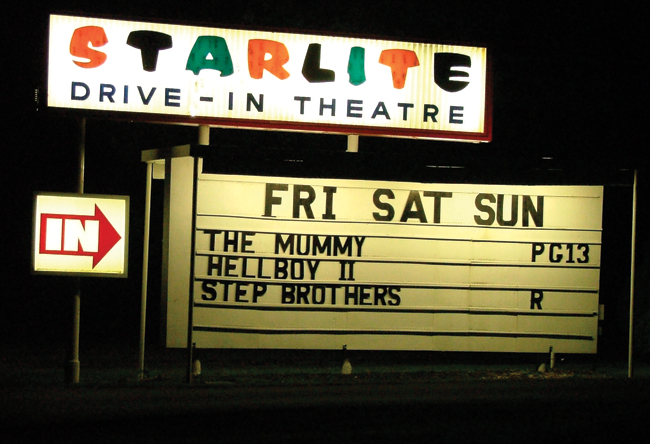 STARLITE
DRIVE-IN THEATRE
IN
FRI SAT SUN
THE MUMMY PG13
HELLBOY II
STEP BROTHERS R